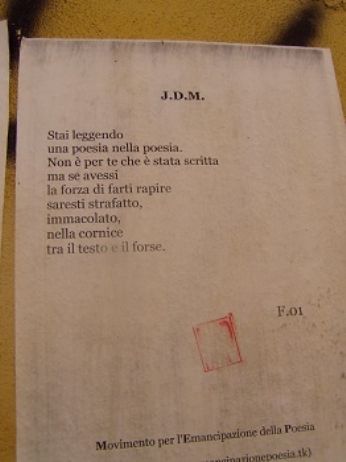 J.D.M.
Stai leggendo
una poesia nella poesia.
Non è per te che è stata scritta
ma se avessi
la forza di farti rapire
saresti strafatto,
immacolato,
nella cornice
tra il testo e il forse.
F.01
Movimento per l'Emancipazione della Poesia